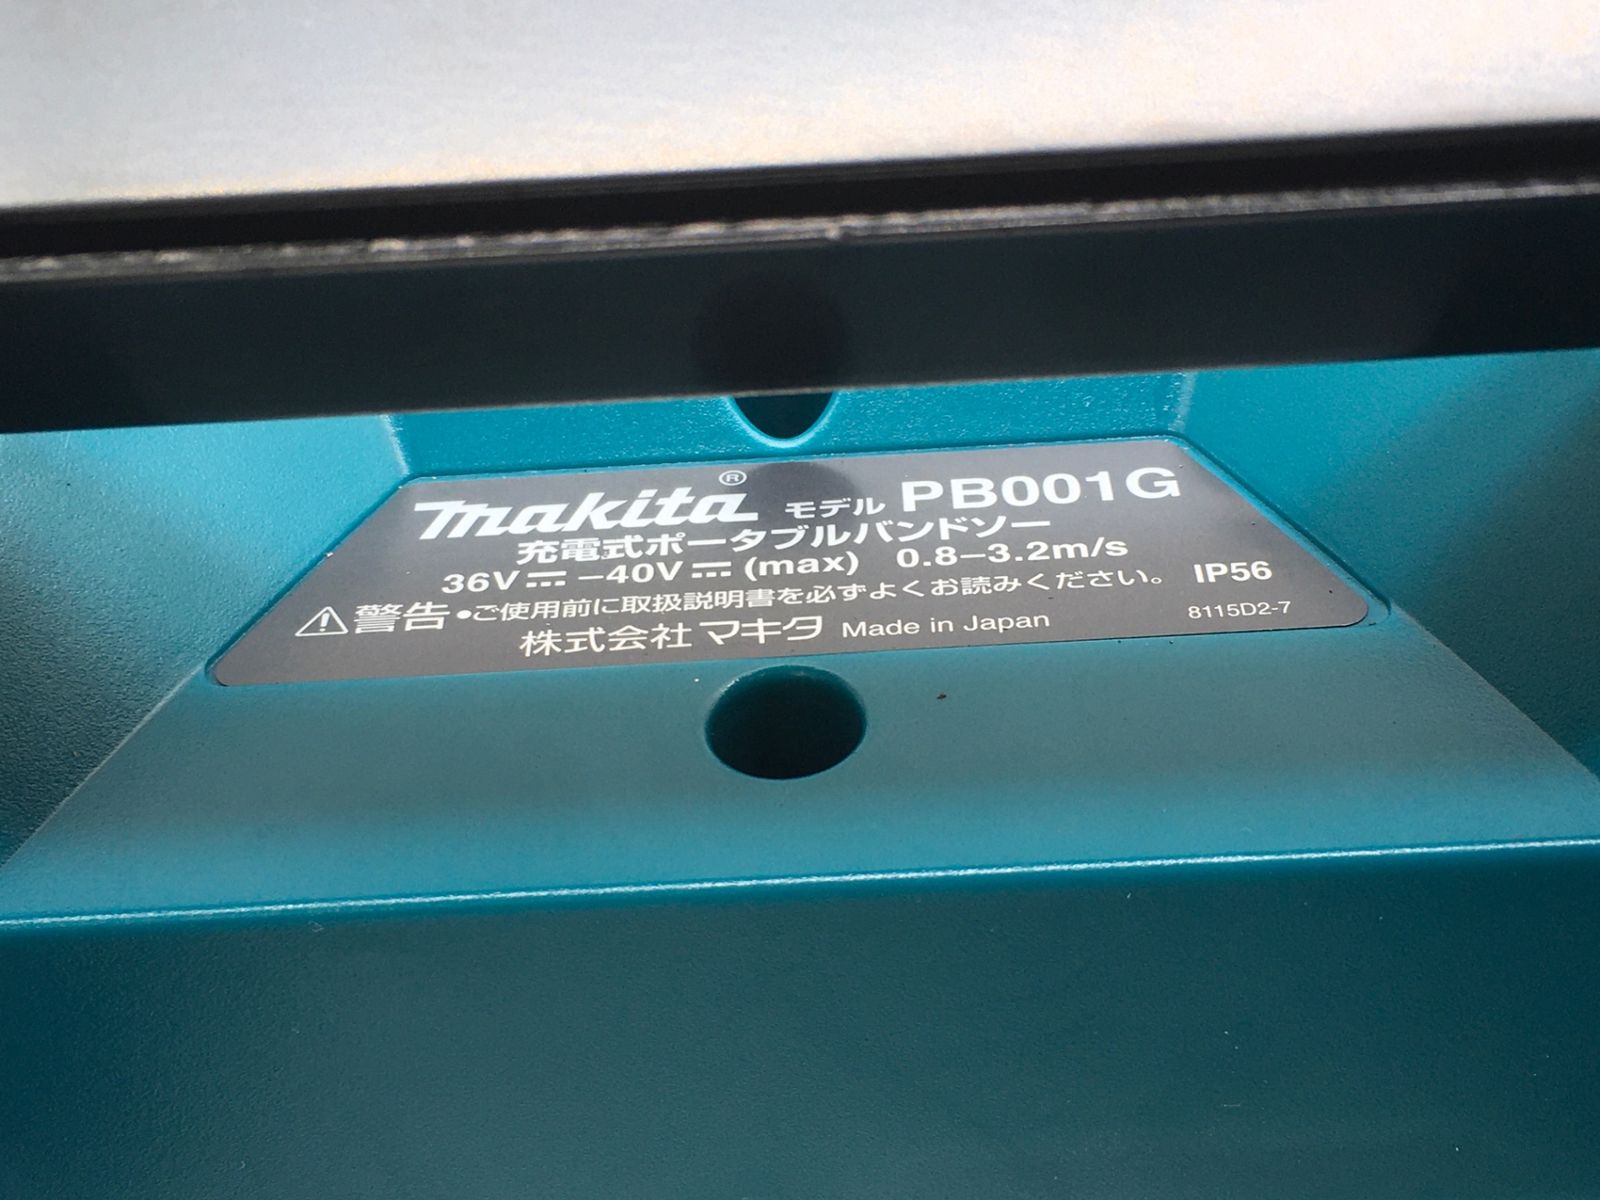 makita® モデル PB001G
充電式ポータブルバンドソー
36V⎓ –40V⎓ (max) 0.8–3.2m/s
⚠警告 •ご使用前に取扱説明書を必ずよくお読みください。 IP56
株式会社 マキタ Made in Japan 8115D2-7